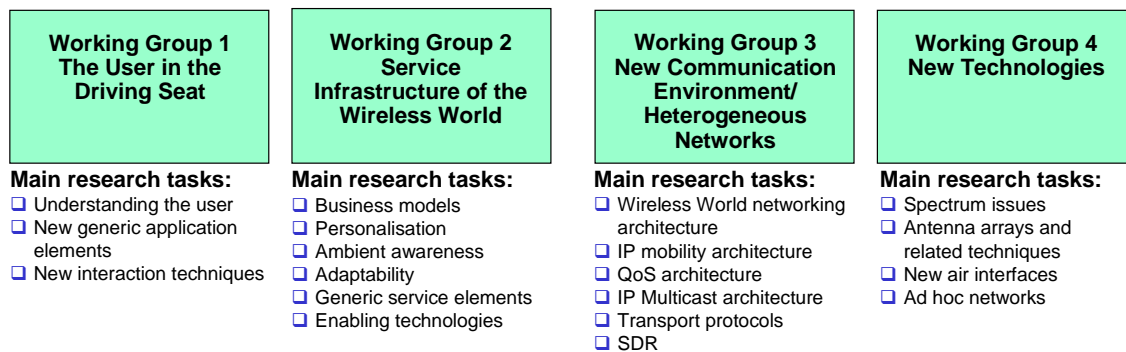 Working Group 1
The User in the
Driving Seat
Main research tasks:
Understanding the user
New generic application
elements
New interaction techniques
Working Group 2
Service
Infrastructure of the
Wireless World
Main research tasks:
Business models
Personalisation
Ambient awareness
Adaptability
Generic service elements
Enabling technologies
Working Group 3
New Communication
Environment/
Heterogeneous
Networks
Main research tasks:
Wireless World networking
architecture
IP mobility architecture
QoS architecture
IP Multicast architecture
Transport protocols
SDR
Working Group 4
New Technologies
Main research tasks:
Spectrum issues
Antenna arrays and
related techniques
New air interfaces
Ad hoc networks